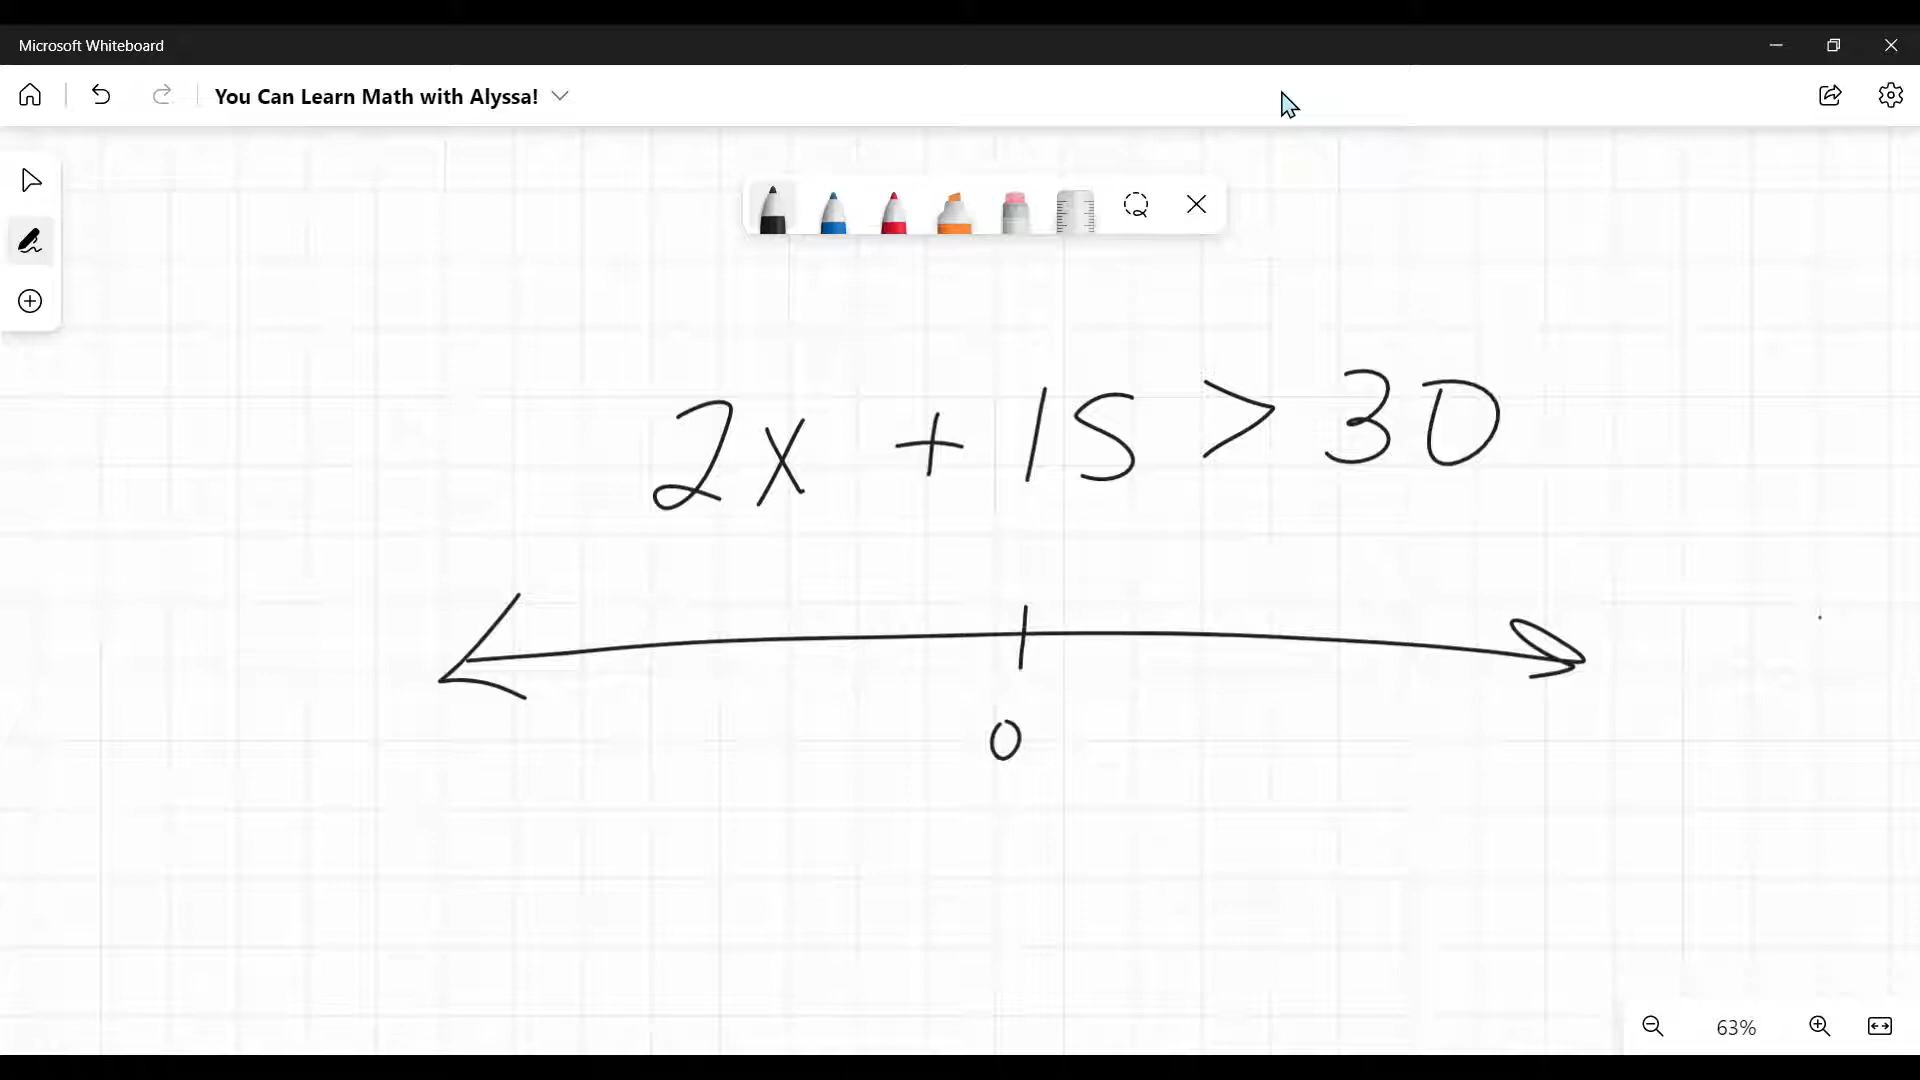 Microsoft Whiteboard
You Can Learn Math with Alyssa!
2x + 15 > 30
0
63%